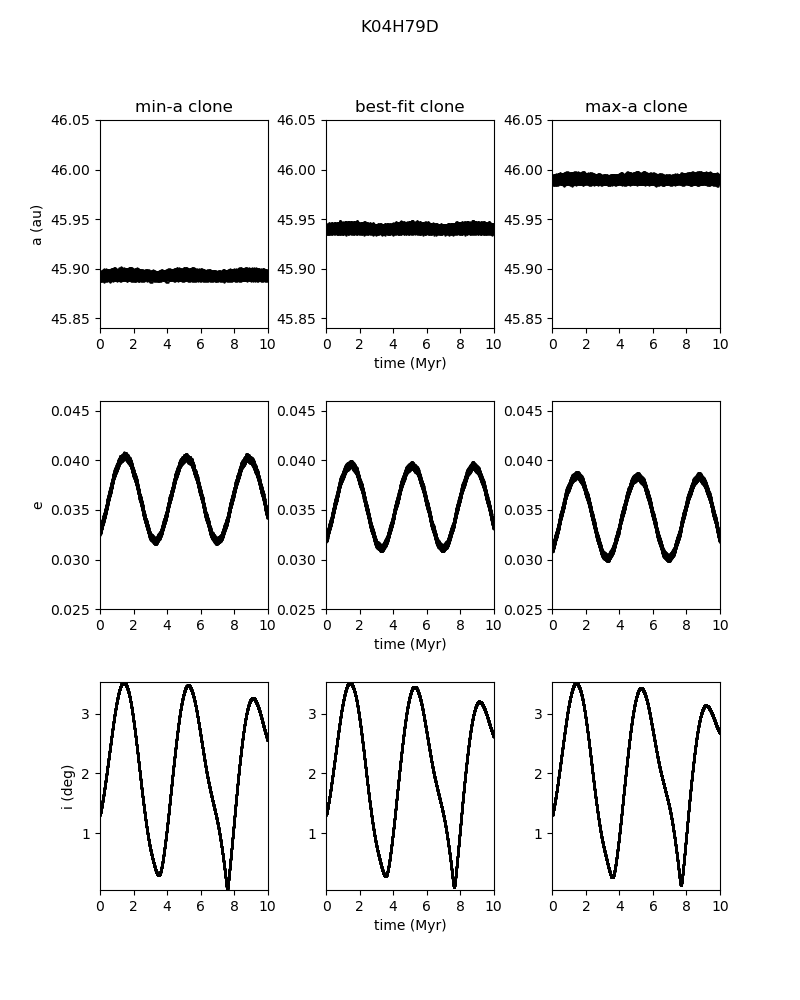 K04H79D
min-a clone best-fit clone max-a clone
46.05 46.05 46.05
46.00 46.00 46.00
45.95 45.95 45.95
a (au)
45.90 45.90 45.90
45.85 45.85 45.85
0 2 4 6 8 10 0 2 4 6 8 10 0 2 4 6 8 10
time (Myr)
0.045 0.045 0.045
0.040 0.040 0.040
0.035 0.035 0.035
e
0.030 0.030 0.030
0.025 0.025 0.025
0 2 4 6 8 10 0 2 4 6 8 10 0 2 4 6 8 10
time (Myr)
3 3 3
2 2 2
i (deg)
1 1 1
0 2 4 6 8 10 0 2 4 6 8 10 0 2 4 6 8 10
time (Myr)